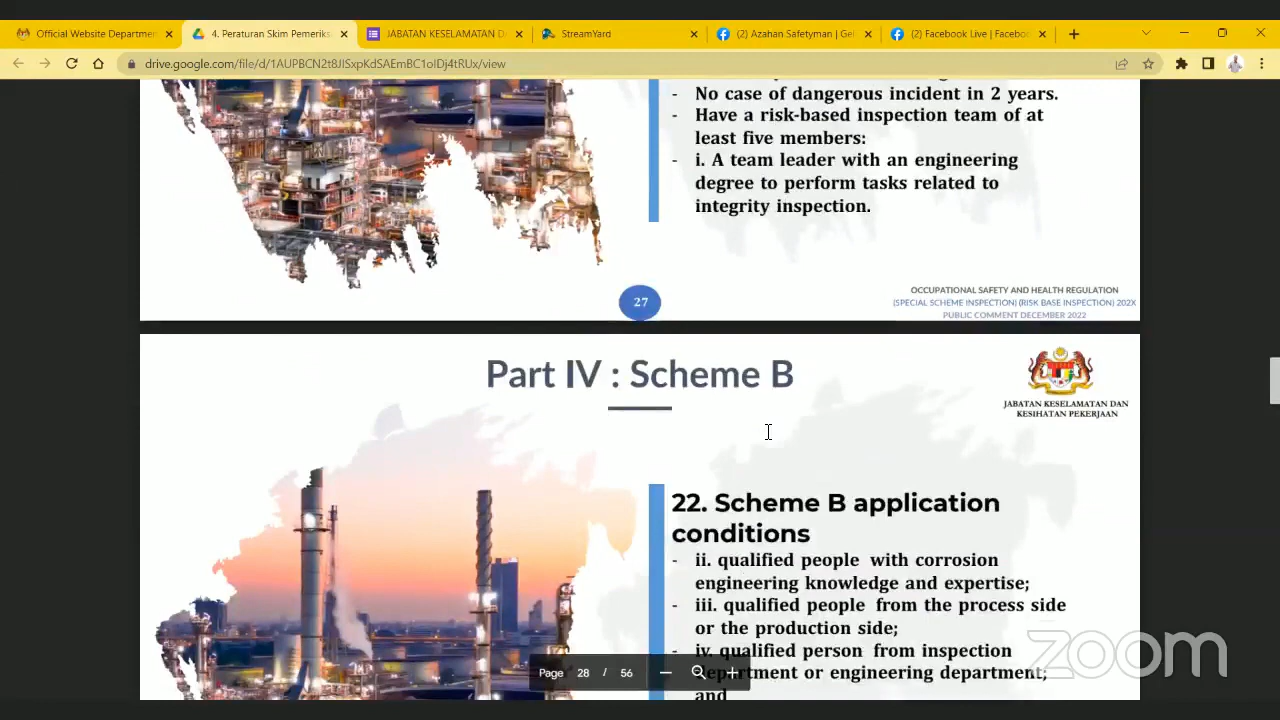 Official Website Departmen
4. Peraturan Skim Pemeriks
JABATAN KESELAMATAN D
StreamYard
(2) Azahan Safetyman | Gel
(2) Facebook Live | Facebo
drive.google.com/file/d/1AUPBCN2t8JISxpKdSAEmBC1oIDj4tRUx/view
- No case of dangerous incident in 2 years.
- Have a risk-based inspection team of at
least five members:
- i. A team leader with an engineering
degree to perform tasks related to
integrity inspection.
27
OCCUPATIONAL SAFETY AND HEALTH REGULATION
(SPECIAL SCHEME INSPECTION) (RISK BASE INSPECTION) 202X
PUBLIC COMMENT DECEMBER 2022
Part IV : Scheme B
JABATAN KESELAMATAN DAN
KESIHATAN PEKERJAAN
22. Scheme B application
conditions
- ii. qualified people with corrosion
engineering knowledge and expertise;
- iii. qualified people from the process side
or the production side;
- iv. qualified person from inspection
department or engineering department;
and
Page 28 / 56
zoom